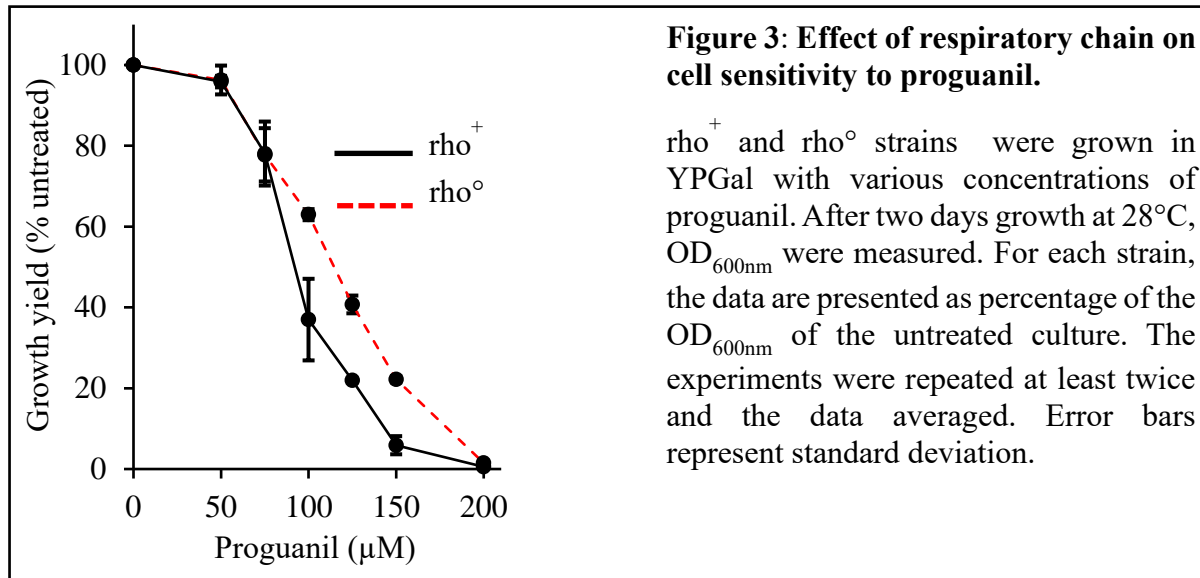 100
80
60
40
20
0
0 50 100 150 200
Growth yield (% untreated)
Proguanil (µM)
rho⁺
rho°
Figure 3: Effect of respiratory chain on
cell sensitivity to proguanil.
rho⁺ and rho° strains were grown in
YPGal with various concentrations of
proguanil. After two days growth at 28°C,
OD₆₀₀ₙₘ were measured. For each strain,
the data are presented as percentage of the
OD₆₀₀ₙₘ of the untreated culture. The
experiments were repeated at least twice
and the data averaged. Error bars
represent standard deviation.